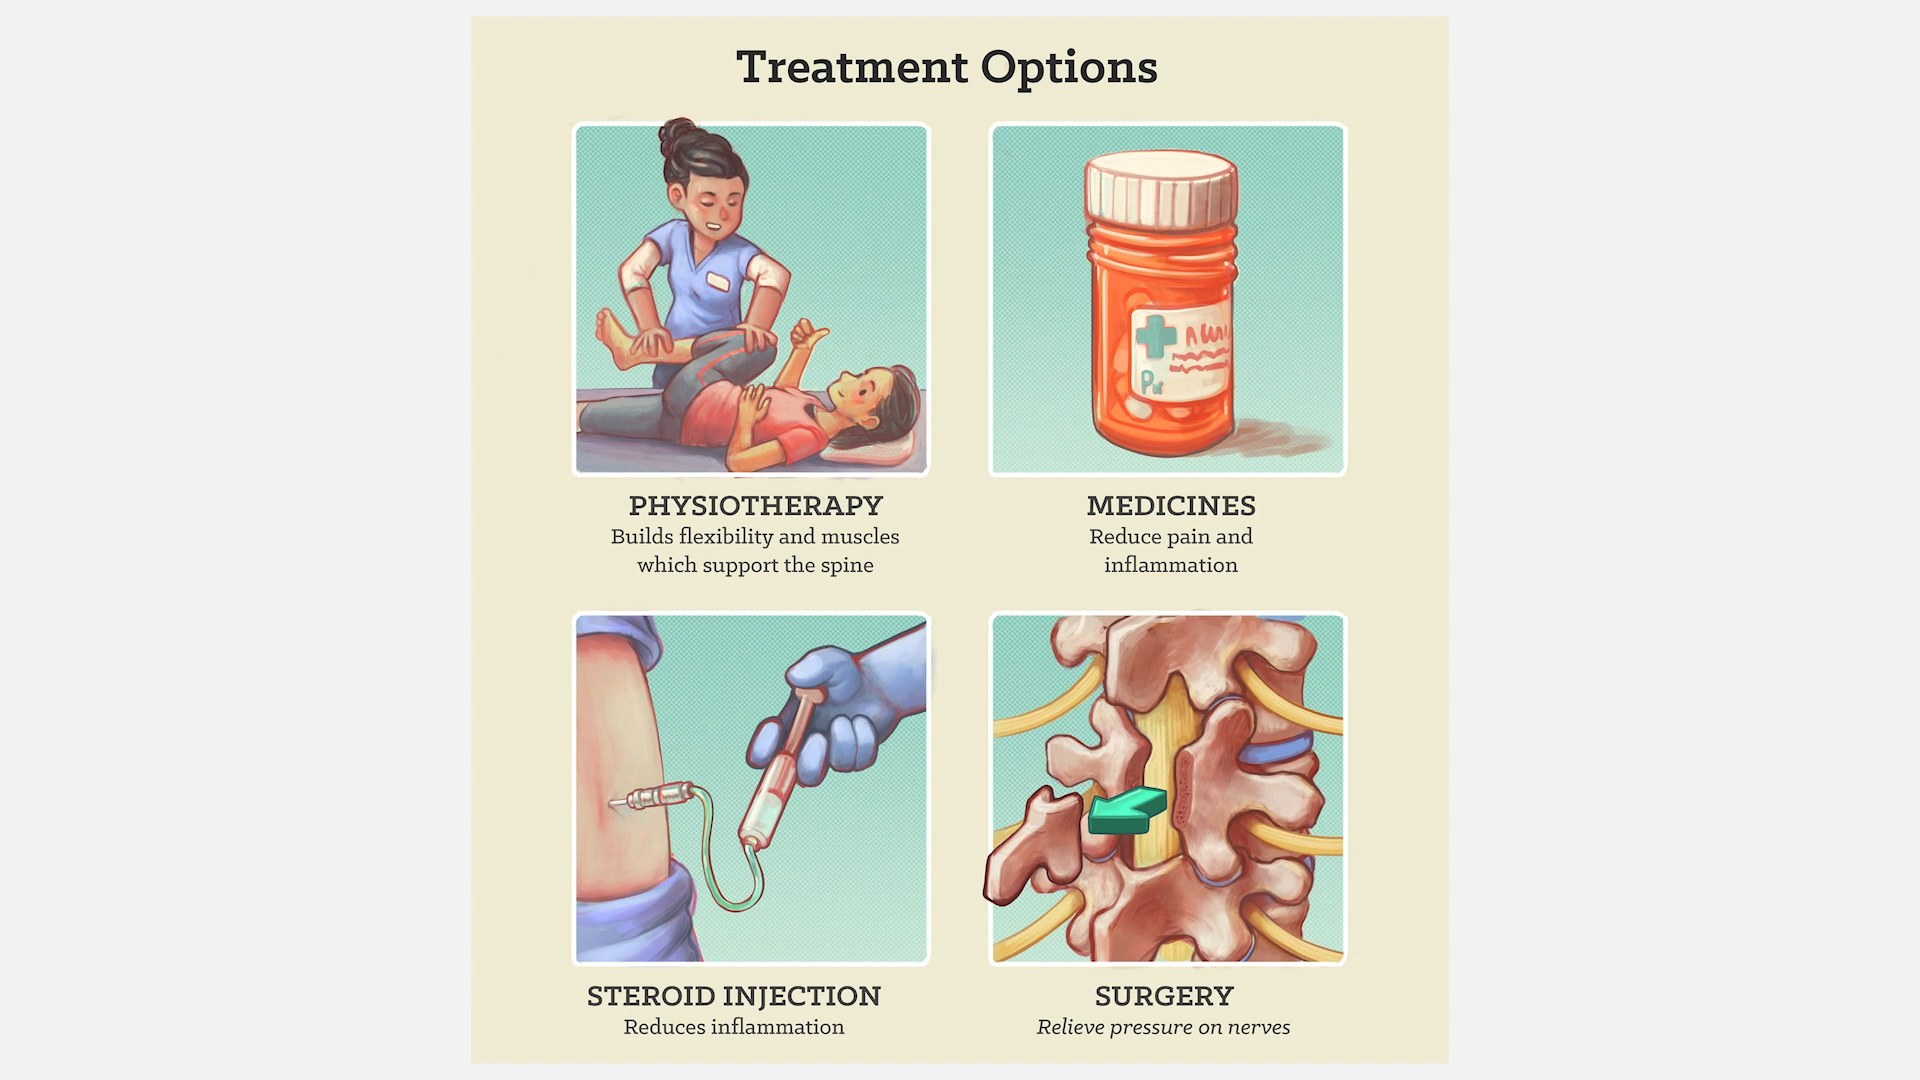 Treatment Options
PHYSIOTHERAPY
Builds flexibility and muscles
which support the spine
MEDICINES
Reduce pain and
inflammation
STEROID INJECTION
Reduces inflammation
SURGERY
Relieve pressure on nerves